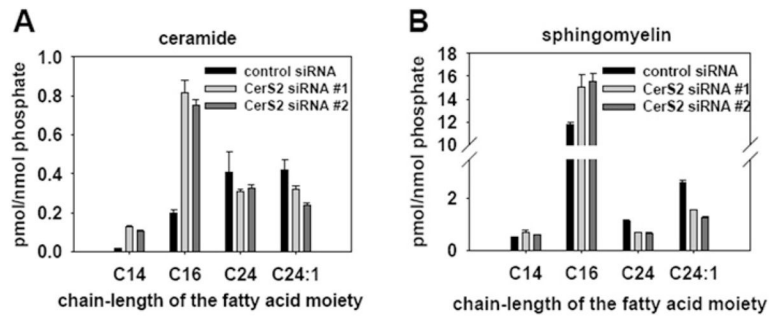 A
ceramide
pmol/nmol phosphate
1.0
0.8
0.6
0.4
0.2
0.0
control siRNA
CerS2 siRNA #1
CerS2 siRNA #2
C14 C16 C24 C24:1
chain-length of the fatty acid moiety
B
sphingomyelin
pmol/nmol phosphate
18
16
14
12
10
2
0
control siRNA
CerS2 siRNA #1
CerS2 siRNA #2
C14 C16 C24 C24:1
chain-length of the fatty acid moiety